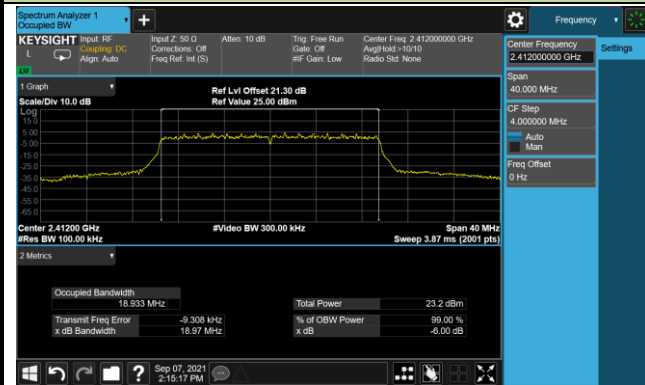 Spectrum Analyzer 1
Occupied BW
Frequency
KEYSIGHT
L
Input: RF
Coupling: DC
Align: Auto
Input Z: 50 Ω
Corrections: Off
Freq Ref: Int (S)
Atten: 10 dB
Trig: Free Run
Gate: Off
#IF Gain: Low
Center Freq: 2.412000000 GHz
Avg|Hold:>10/10
Radio Std: None
1 Graph
Scale/Div 10.0 dB
Ref Lvl Offset 21.30 dB
Ref Value 25.00 dBm
Log
15.0
5.00
-5.00
-15.0
-25.0
-35.0
-45.0
-55.0
-65.0
Center 2.41200 GHz
#Res BW 100.00 kHz
#Video BW 300.00 kHz
Span 40 MHz
Sweep 3.87 ms (2001 pts)
2 Metrics
Occupied Bandwidth
18.933 MHz
Transmit Freq Error -9.308 kHz
x dB Bandwidth 18.97 MHz
Total Power 23.2 dBm
% of OBW Power 99.00 %
x dB -6.00 dB
Center Frequency
2.412000000 GHz
Settings
Span
40.000 MHz
CF Step
4.000000 MHz
Auto
Man
Freq Offset
0 Hz
?
Sep 07, 2021
2:15:17 PM